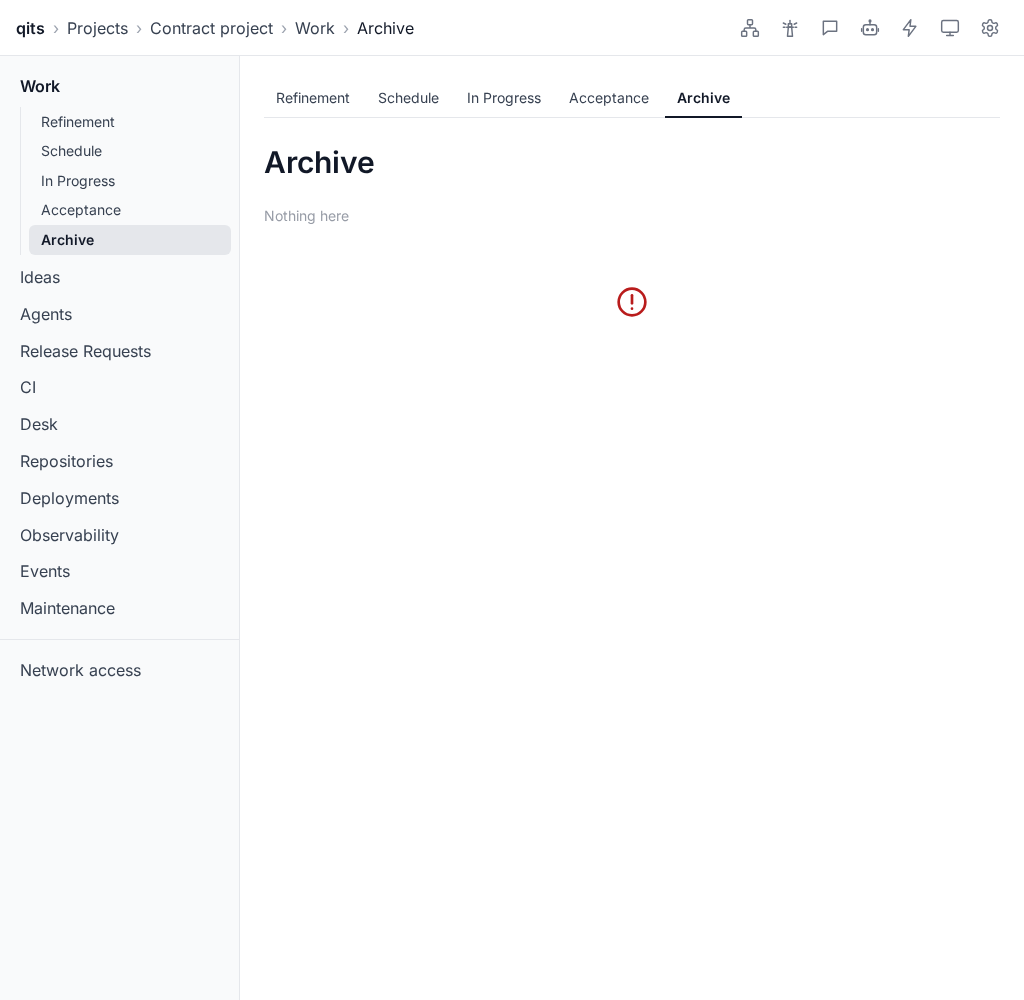 qits › Projects › Contract project › Work › Archive
Work
Refinement
Schedule
In Progress
Acceptance
Archive
Ideas
Agents
Release Requests
CI
Desk
Repositories
Deployments
Observability
Events
Maintenance
Network access
Refinement Schedule In Progress Acceptance Archive
Archive
Nothing here